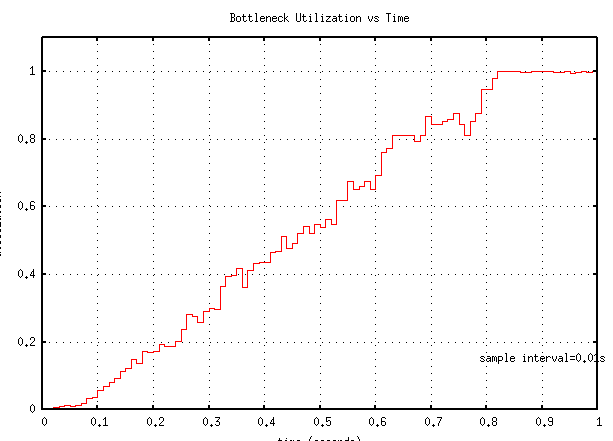 Bottleneck Utilization vs Time
1
0.8
0.6
0.4
0.2
0
sample interval=0.01s
0 0.1 0.2 0.3 0.4 0.5 0.6 0.7 0.8 0.9 1
time (seconds)